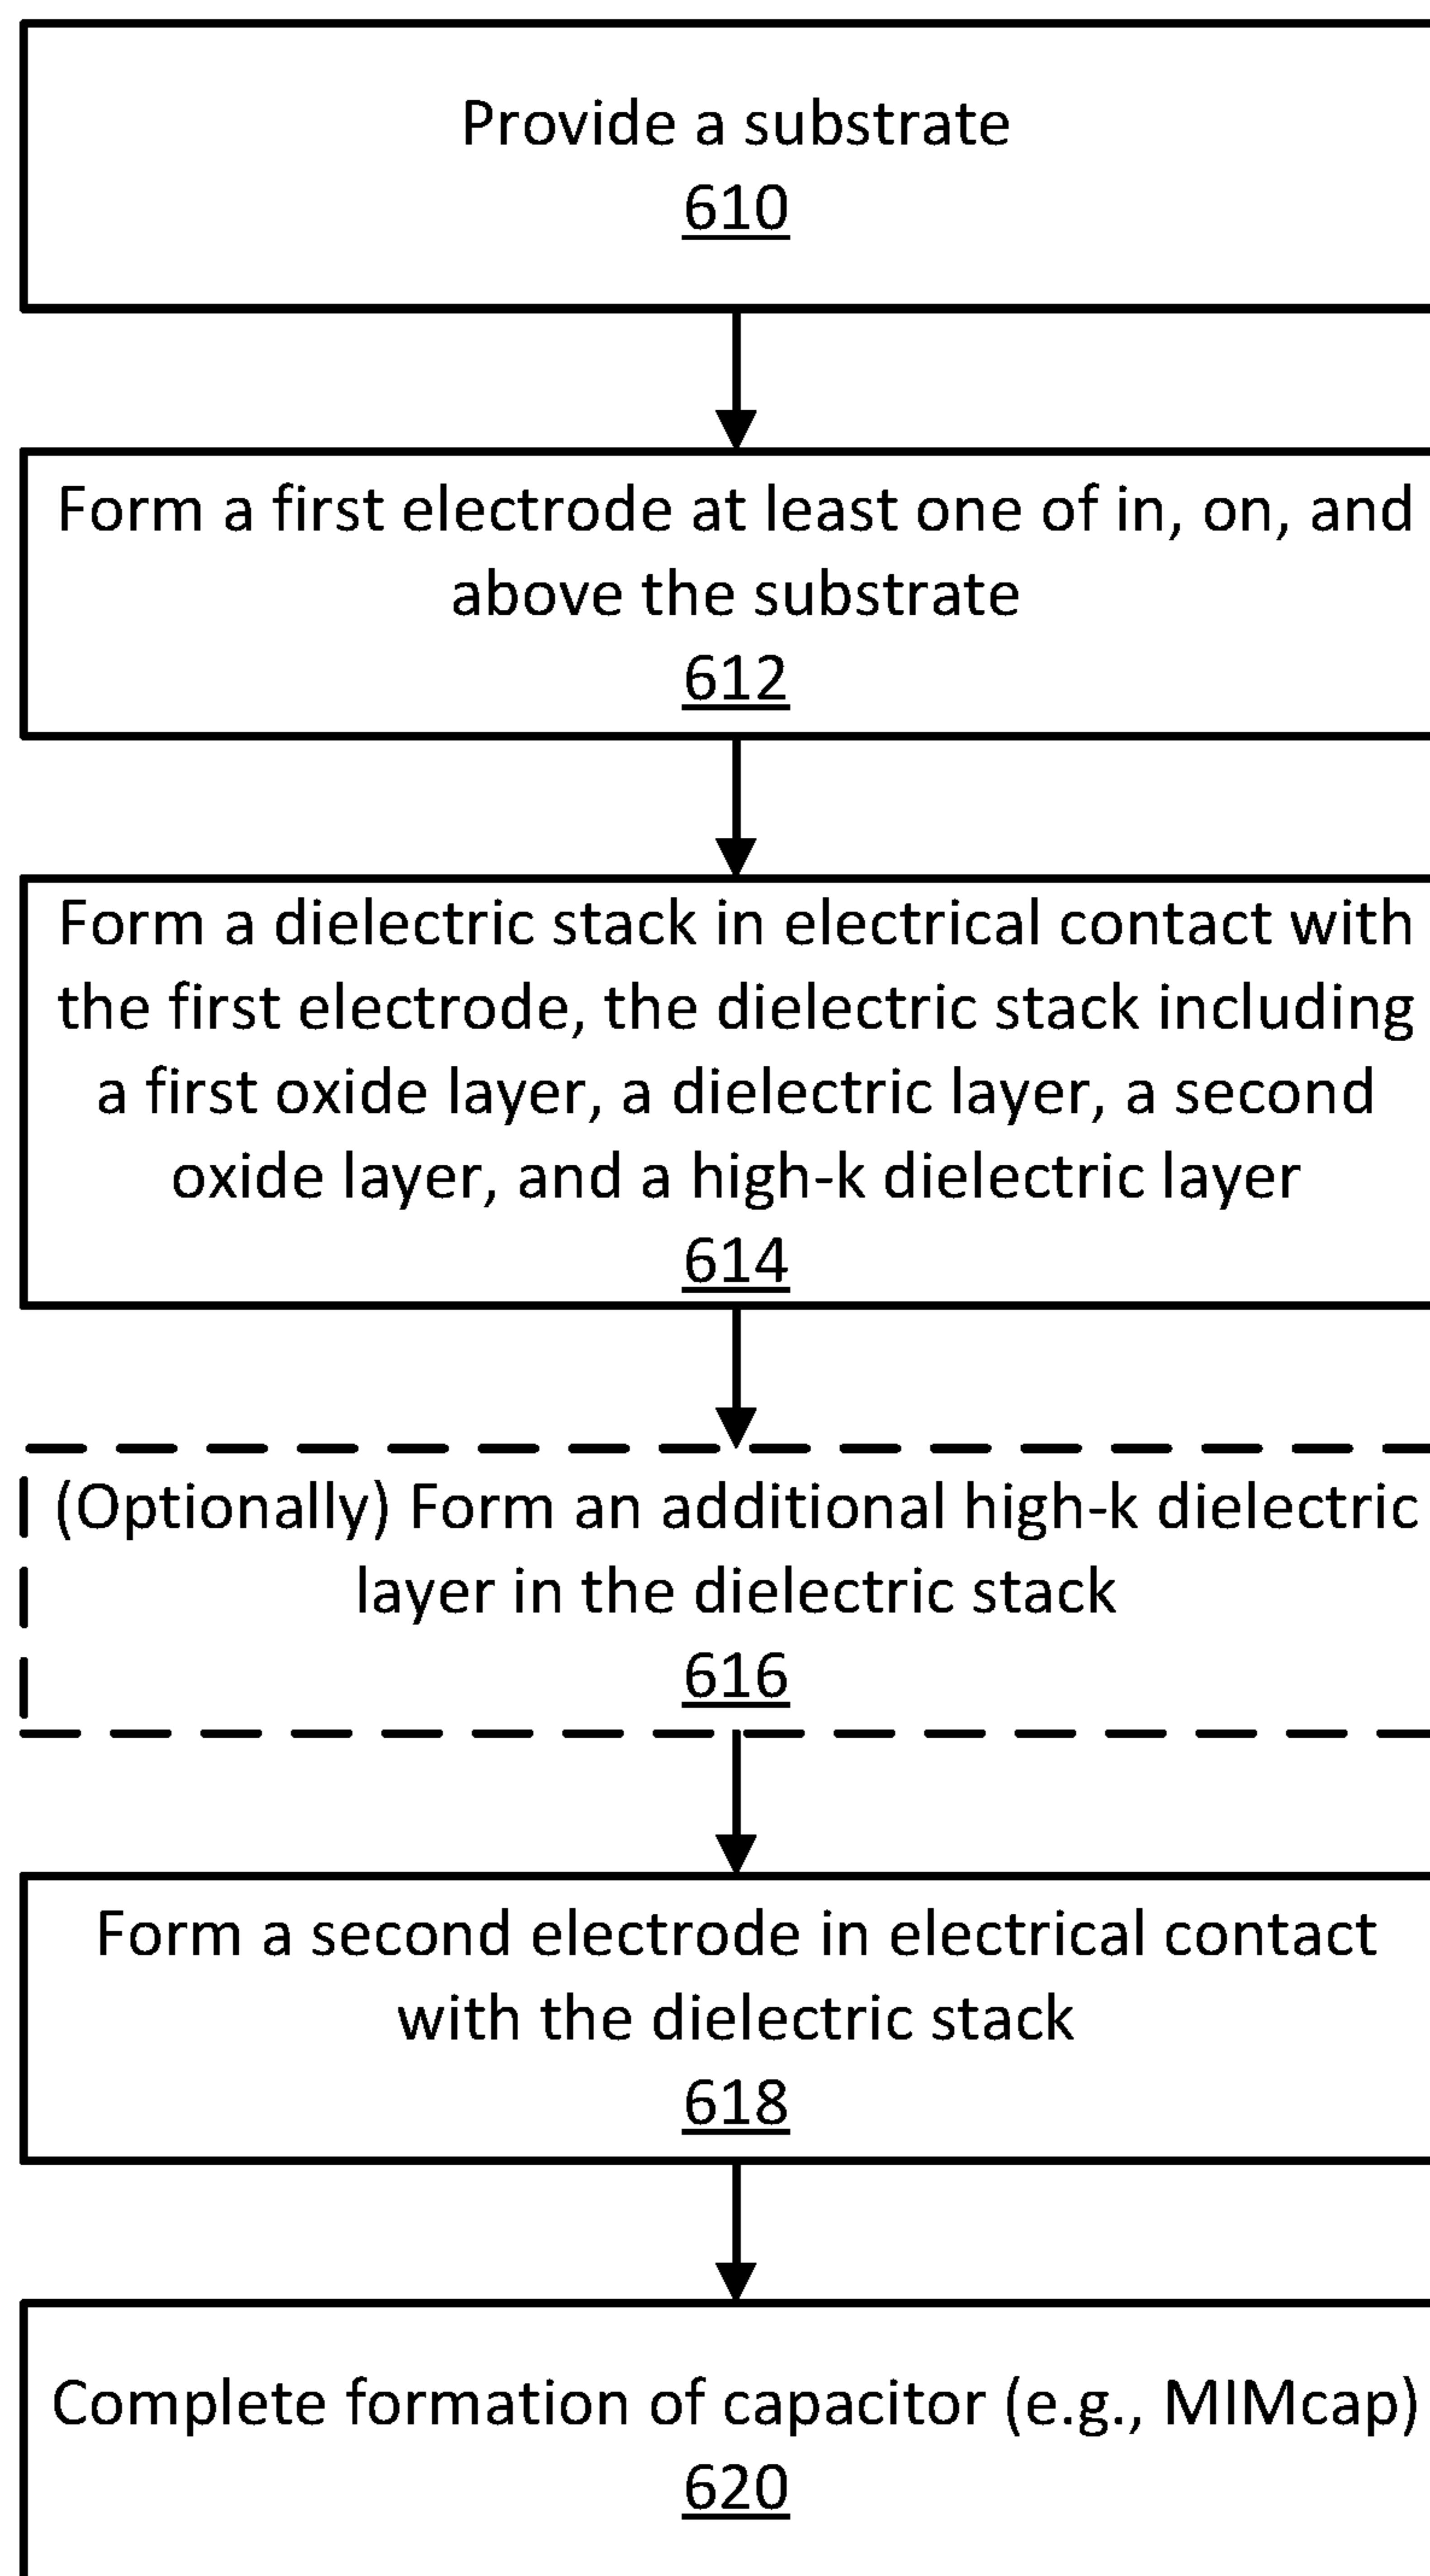 Provide a substrate
610
Form a first electrode at least one of in, on, and
above the substrate
612
Form a dielectric stack in electrical contact with
the first electrode, the dielectric stack including
a first oxide layer, a dielectric layer, a second
oxide layer, and a high-k dielectric layer
614
(Optionally) Form an additional high-k dielectric
layer in the dielectric stack
616
Form a second electrode in electrical contact
with the dielectric stack
618
Complete formation of capacitor (e.g., MIMcap)
620